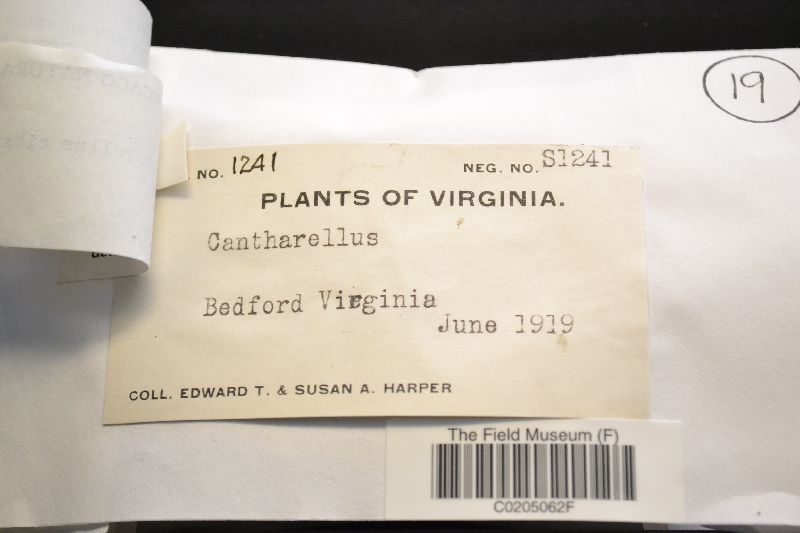 19
NO. 1241 NEG. NO. S1241
PLANTS OF VIRGINIA.
Cantharellus
Bedford Virginia
June 1919
COLL. EDWARD T. & SUSAN A. HARPER
The Field Museum (F)
C0205062F